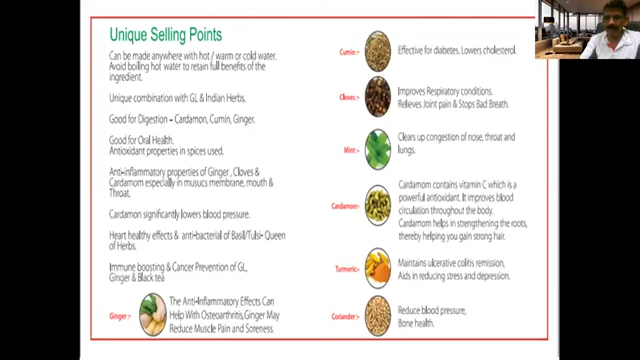 Unique Selling Points
Can be made anywhere with hot / warm or cold water.
Avoid boiling hot water to retain full benefits of the
ingredient.
Unique combination with GL & Indian Herbs.
Good for Digestion – Cardamon, Cumin, Ginger.
Good for Oral Health.
Antioxidant properties in spices used.
Anti-inflammatory properties of Ginger , Cloves &
Cardamom especially in musucs membrane, mouth &
Throat.
Cardamon significantly lowers blood pressure.
Heart healthy effects & anti-bacterial of Basil/Tulsi- Queen
of Herbs.
Immune boosting & Cancer Prevention of GL,
Ginger & Black tea
Ginger :-
The Anti-Inflammatory Effects Can
Help With Osteoarthritis,Ginger May
Reduce Muscle Pain and Soreness.
Cumin :-
Effective for diabetes. Lowers cholesterol.
Cloves :-
Improves Respiratory conditions.
Relieves Joint pain & Stops Bad Breath.
Mint :-
Clears up congestion of nose, throat and
lungs.
Cardamon :-
Cardamom contains vitamin C which is a
powerful antioxidant. It improves blood
circulation throughout the body.
Cardamom helps in strengthening the roots,
thereby helping you gain strong hair.
Turmeric :-
Maintains ulcerative colitis remission,
Aids in reducing stress and depression.
Coriander :-
Reduce blood pressure,
Bone health.